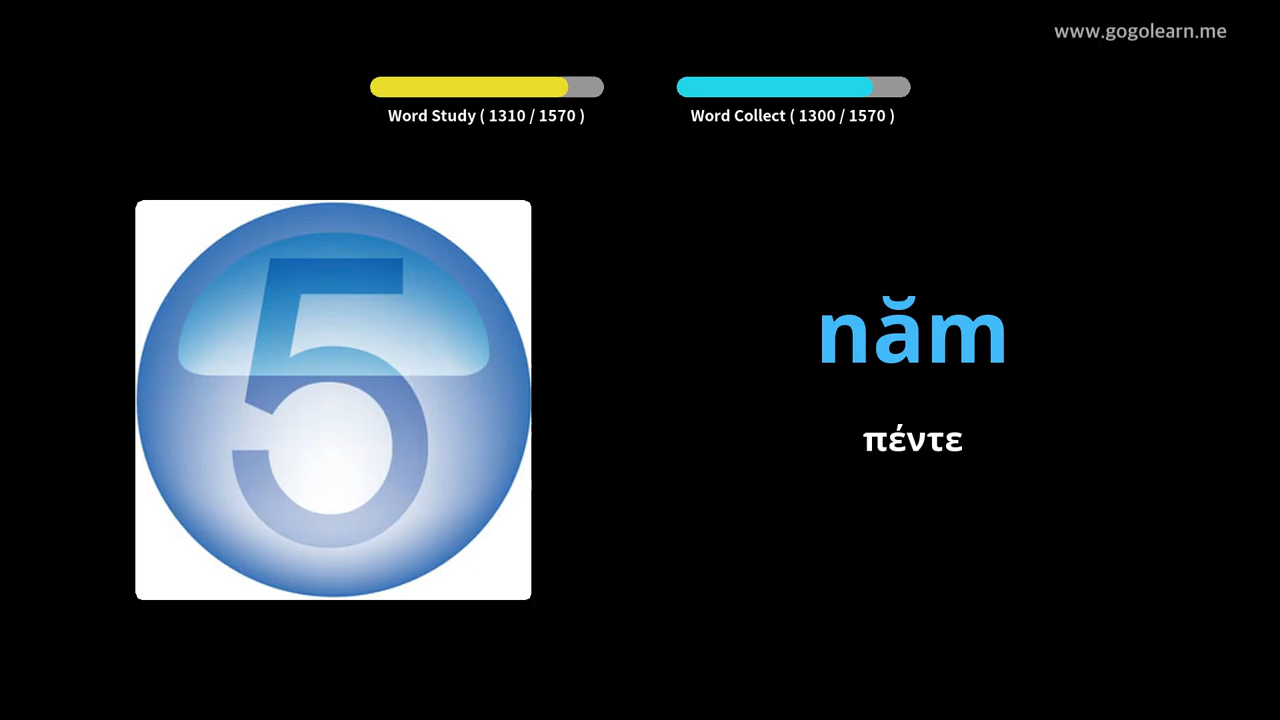 www.gogolearn.me
Word Study ( 1310 / 1570 )
Word Collect ( 1300 / 1570 )
5
năm
πέντε